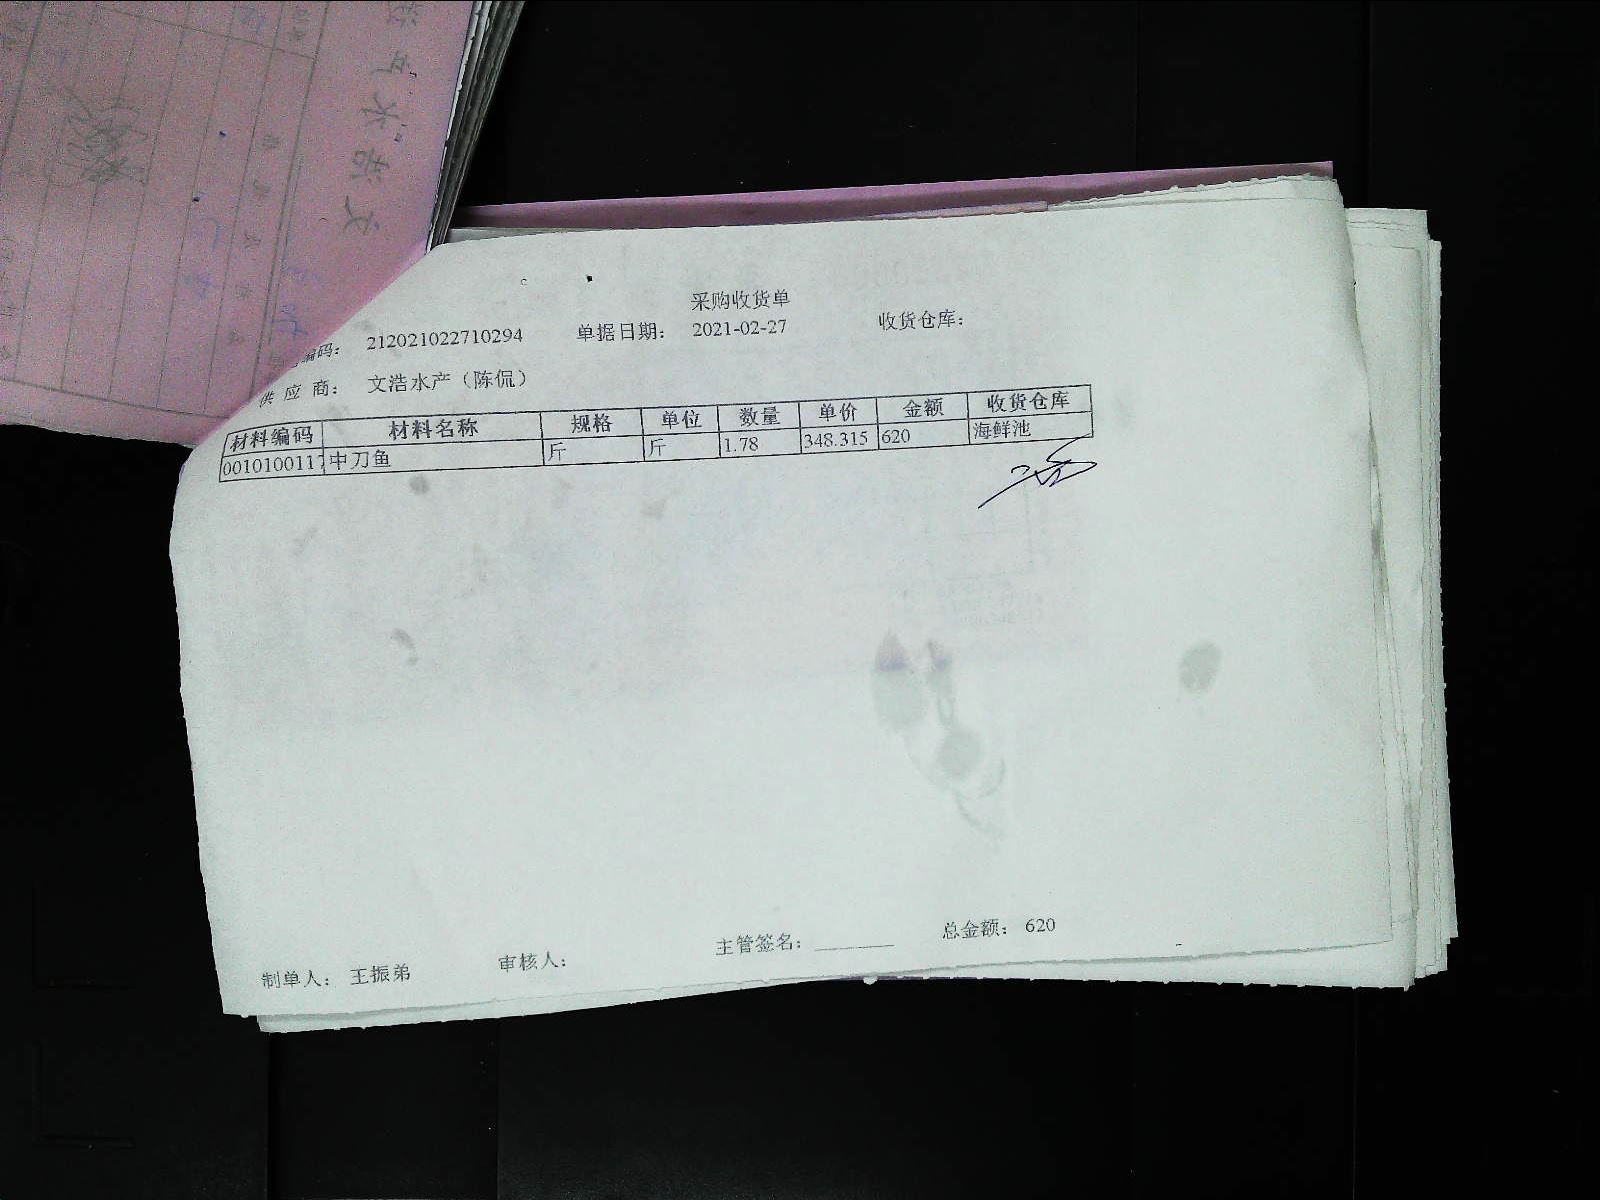 采购收货单
编码： 212021022710294 单据日期： 2021-02-27 收货仓库：
供应商： 文浩水产（陈侃）
材料编码 材料名称 规格 单位 数量 单价 金额 收货仓库
0010100117 中刀鱼 斤 斤 1.78 348.315 620 海鲜池
制单人： 王振弟 审核人： 主管签名： 总金额： 620